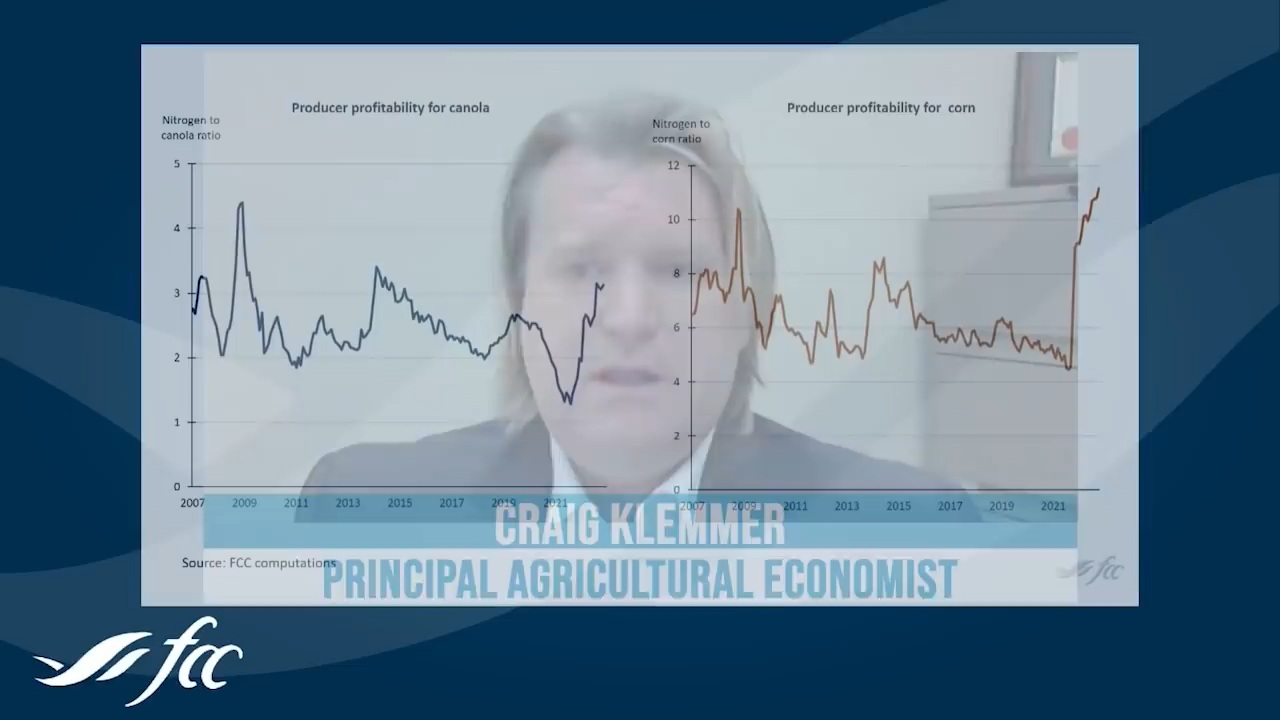 Producer profitability for canola
Nitrogen to
canola ratio
5
4
3
2
1
0
2007 2009 2011 2013 2015 2017 2019 2021
Producer profitability for corn
Nitrogen to
corn ratio
12
10
8
6
4
2
0
2007 2009 2011 2013 2015 2017 2019 2021
CRAIG KLEMMER
Source: FCC computations
PRINCIPAL AGRICULTURAL ECONOMIST
fcc
fcc